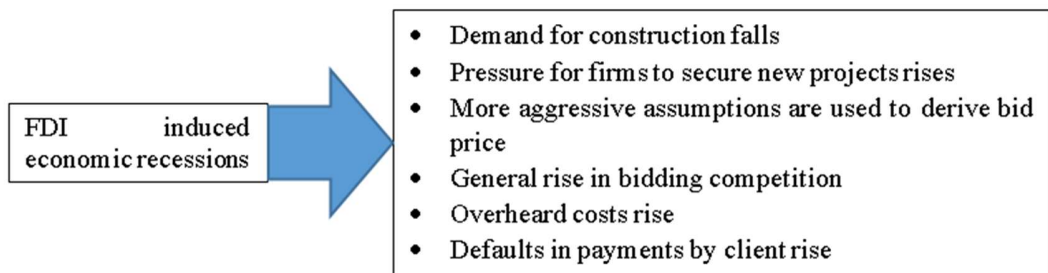 FDI induced
economic recessions
• Demand for construction falls
• Pressure for firms to secure new projects rises
• More aggressive assumptions are used to derive bid
price
• General rise in bidding competition
• Overheard costs rise
• Defaults in payments by client rise